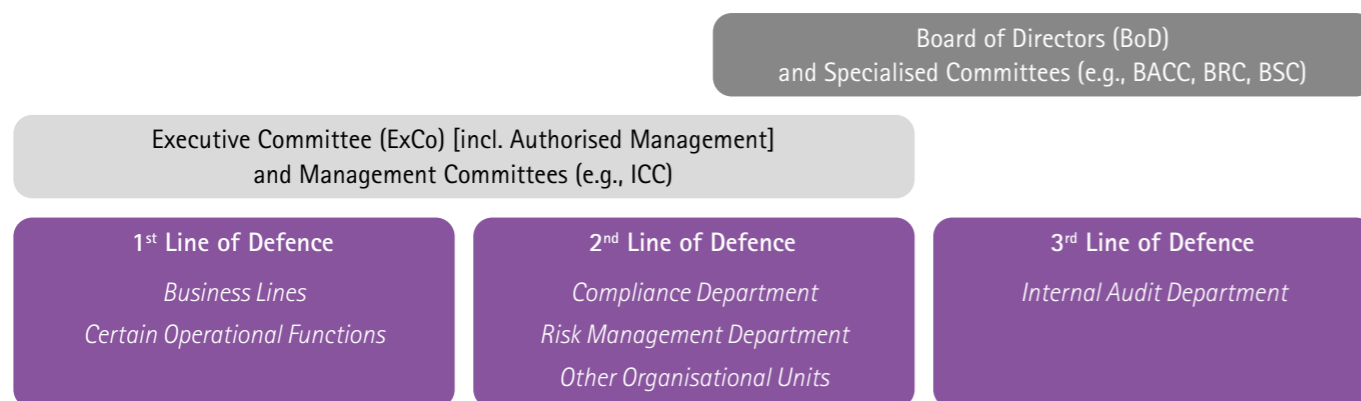 Board of Directors (BoD)
and Specialised Committees (e.g., BACC, BRC, BSC)
Executive Committee (ExCo) [incl. Authorised Management]
and Management Committees (e.g., ICC)
1st Line of Defence
Business Lines
Certain Operational Functions
2nd Line of Defence
Compliance Department
Risk Management Department
Other Organisational Units
3rd Line of Defence
Internal Audit Department